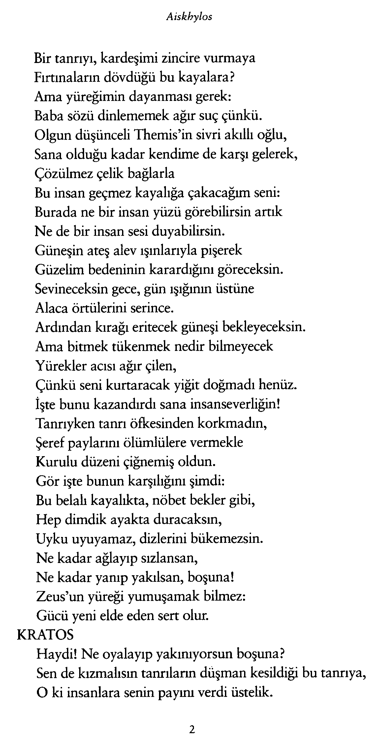 Aiskhylos
Bir tanrıyı, kardeşimi zincire vurmaya
Fırtınaların dövdüğü bu kayalara?
Ama yüreğimin dayanması gerek:
Baba sözü dinlememek ağır suç çünkü.
Olgun düşünceli Themis'in sivri akıllı oğlu,
Sana olduğu kadar kendime de karşı gelerek,
Çözülmez çelik bağlarla
Bu insan geçmez kayalığa çakacağım seni:
Burada ne bir insan yüzü görebilirsin artık
Ne de bir insan sesi duyabilirsin.
Güneşin ateş alev ışınlarıyla pişerek
Güzelim bedeninin karardığını göreceksin.
Sevineceksin gece, gün ışığının üstüne
Alaca örtülerini serince.
Ardından kırağı eritecek güneşi bekleyeceksin.
Ama bitmek tükenmek nedir bilmeyecek
Yürekler acısı ağır çilen,
Çünkü seni kurtaracak yiğit doğmadı henüz.
İşte bunu kazandırdı sana insanseverliğin!
Tanrıyken tanrı öfkesinden korkmadın,
Şeref paylarını ölümlülere vermekle
Kurulu düzeni çiğnemiş oldun.
Gör işte bunun karşılığını şimdi:
Bu belalı kayalıkta, nöbet bekler gibi,
Hep dimdik ayakta duracaksın,
Uyku uyuyamaz, dizlerini bükemezsin.
Ne kadar ağlayıp sızlansan,
Ne kadar yanıp yakılsan, boşuna!
Zeus'un yüreği yumuşamak bilmez:
Gücü yeni elde eden sert olur.
KRATOS
Haydi! Ne oyalayıp yakınıyorsun boşuna?
Sen de kızmalısın tanrıların düşman kesildiği bu tanrıya,
O ki insanlara senin payını verdi üstelik.
2